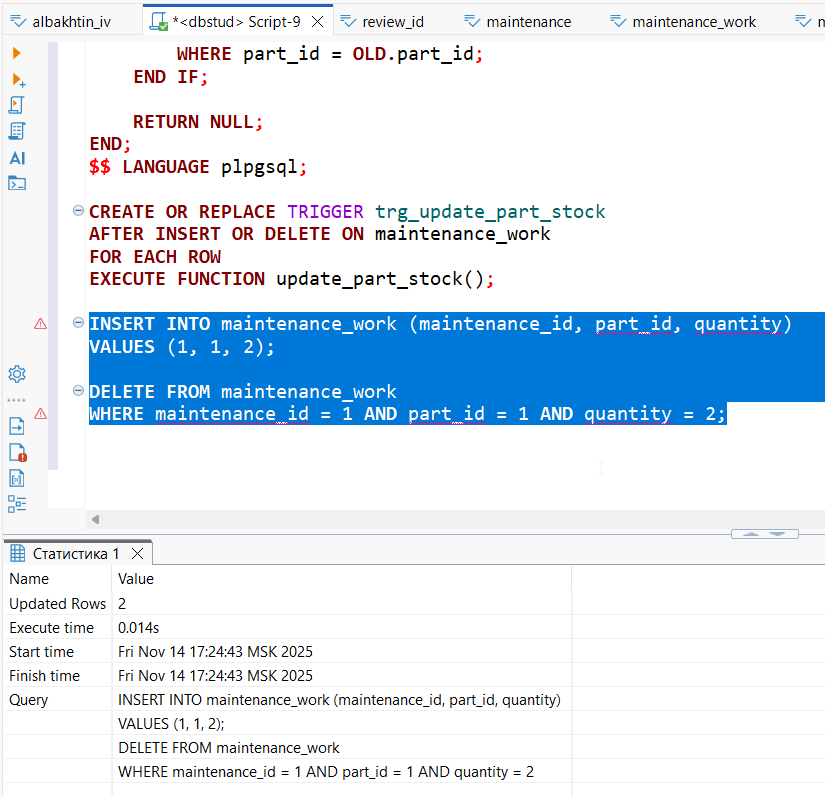 albakhtin_iv
*<dbstud> Script-9
review_id
maintenance
maintenance_work
WHERE part_id = OLD.part_id;
END IF;
RETURN NULL;
END;
$$ LANGUAGE plpgsql;
CREATE OR REPLACE TRIGGER trg_update_part_stock
AFTER INSERT OR DELETE ON maintenance_work
FOR EACH ROW
EXECUTE FUNCTION update_part_stock();
INSERT INTO maintenance_work (maintenance_id, part_id, quantity)
VALUES (1, 1, 2);
DELETE FROM maintenance_work
WHERE maintenance_id = 1 AND part_id = 1 AND quantity = 2;
AI
Статистика 1
Name Value
Updated Rows 2
Execute time 0.014s
Start time Fri Nov 14 17:24:43 MSK 2025
Finish time Fri Nov 14 17:24:43 MSK 2025
Query INSERT INTO maintenance_work (maintenance_id, part_id, quantity)
VALUES (1, 1, 2);
DELETE FROM maintenance_work
WHERE maintenance_id = 1 AND part_id = 1 AND quantity = 2